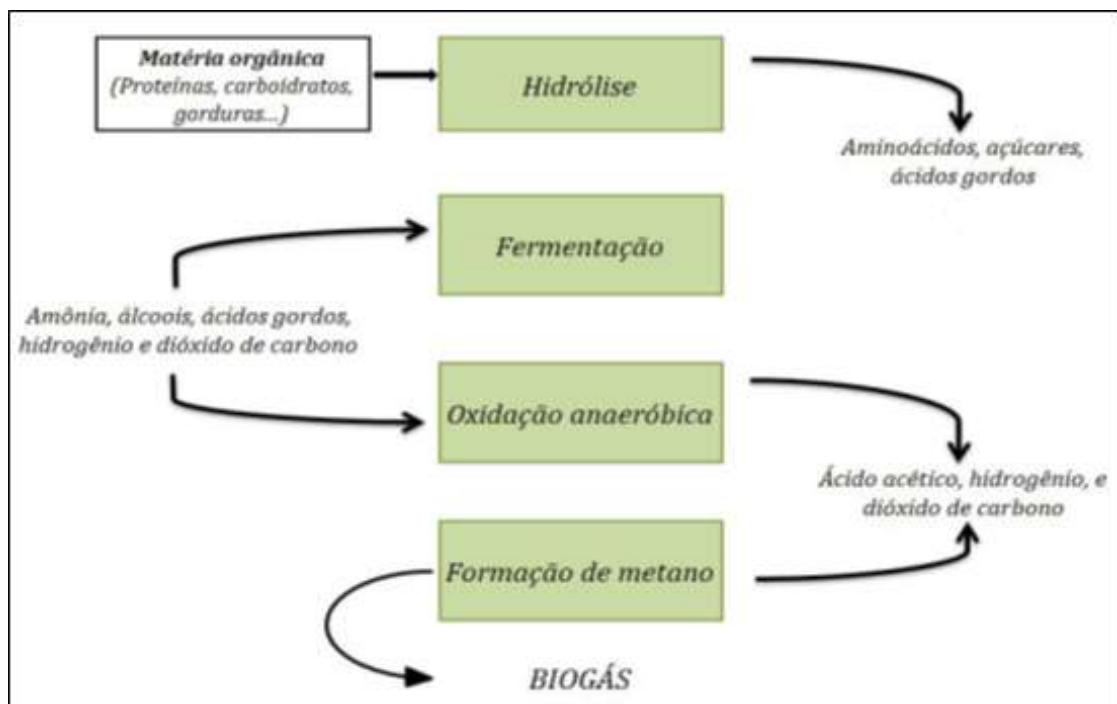 Matéria orgânica
(Proteínas, carboidratos,
gorduras...)
Hidrólise
Aminoácidos, açúcares,
ácidos gordos
Fermentação
Amônia, álcoois, ácidos gordos,
hidrogênio e dióxido de carbono
Oxidação anaeróbica
Ácido acético, hidrogênio, e
dióxido de carbono
Formação de metano
BIOGÁS